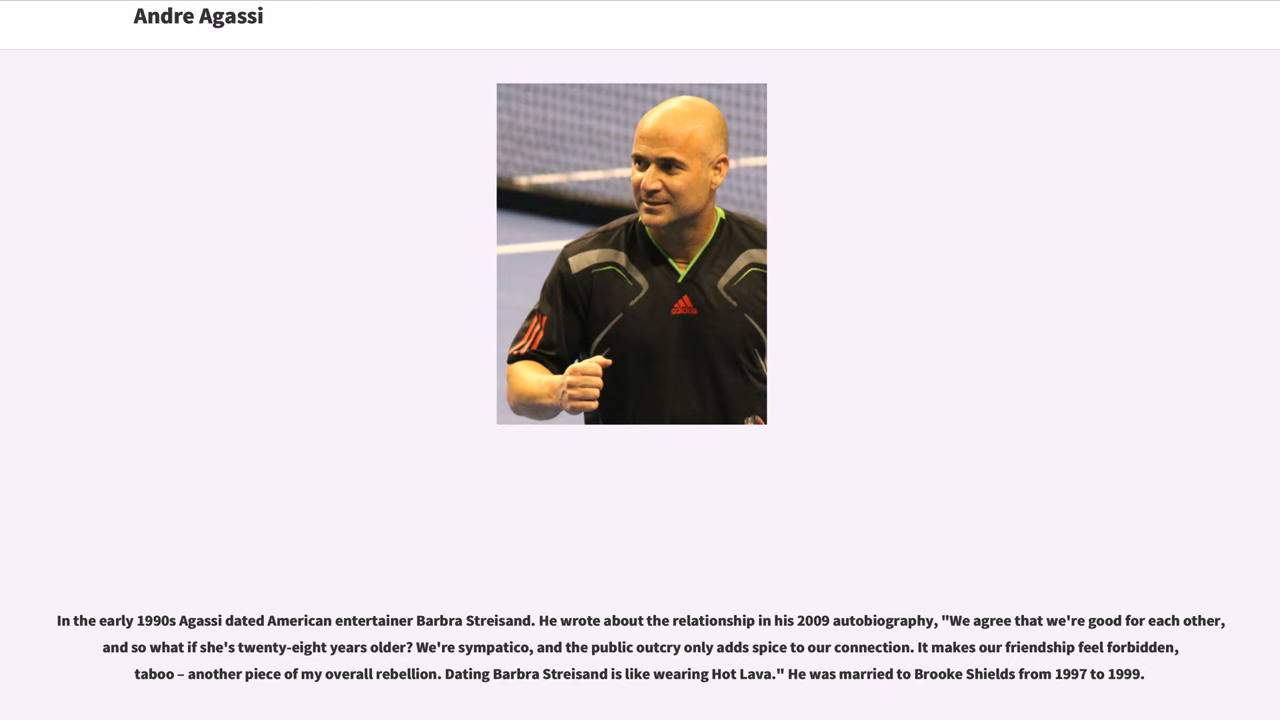 Andre Agassi
adidas
In the early 1990s Agassi dated American entertainer Barbra Streisand. He wrote about the relationship in his 2009 autobiography, "We agree that we're good for each other,
and so what if she's twenty-eight years older? We're sympatico, and the public outcry only adds spice to our connection. It makes our friendship feel forbidden,
taboo – another piece of my overall rebellion. Dating Barbra Streisand is like wearing Hot Lava." He was married to Brooke Shields from 1997 to 1999.